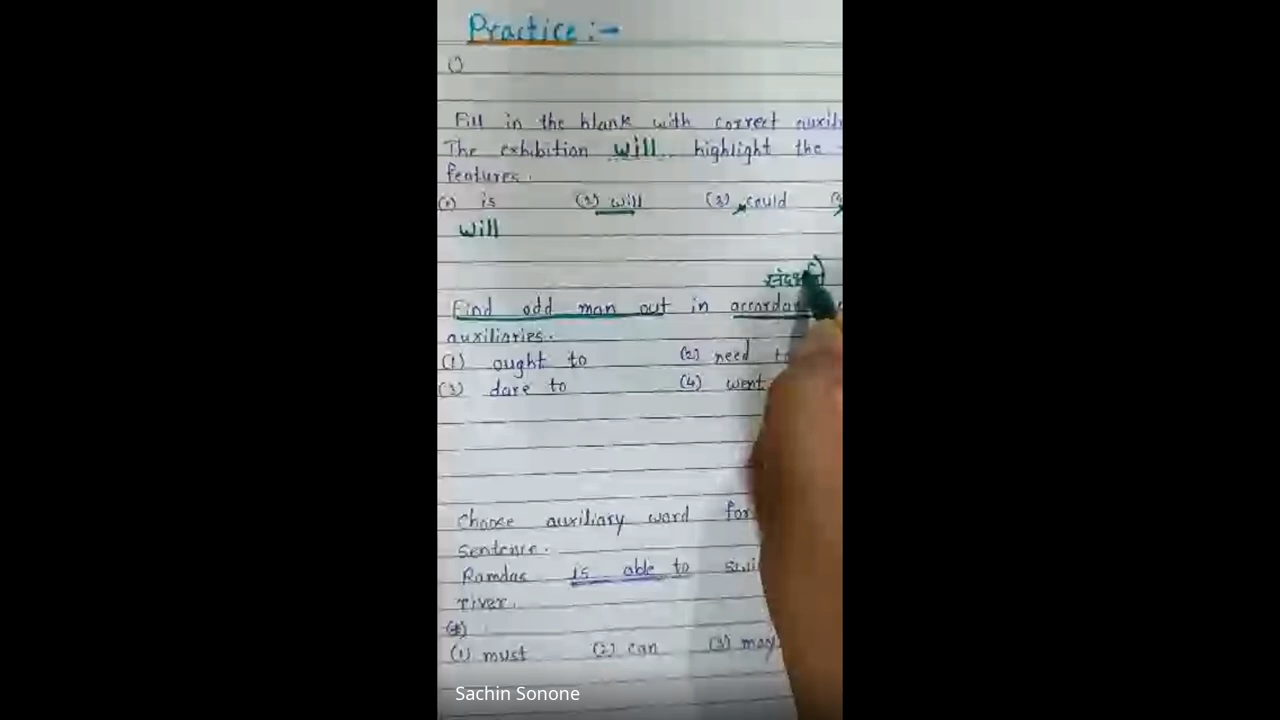 Practice :-
Fill in the blank with correct
The exhibition will highlight the
features.
(1) is (2) will (3) could
will
Find odd man out in
auxiliaries.
(1) ought to (2) need
(3) dare to (4) went
Choose auxiliary word for
sentence.
Ramdas is able to
river.
(1) must (2) can (3) may
Sachin Sonone